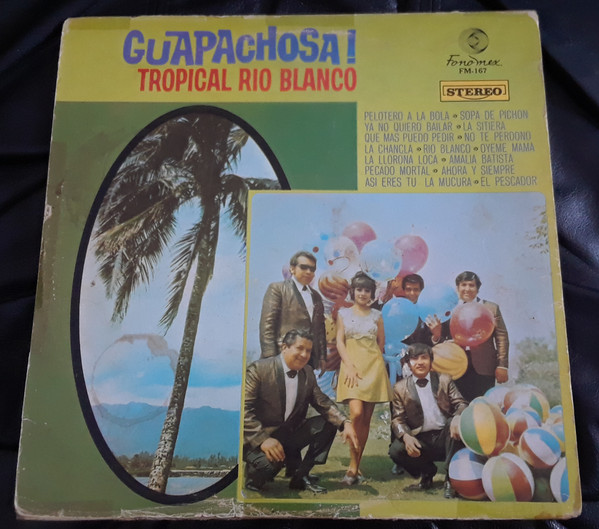 GUAPACHOSA!
TROPICAL RIO BLANCO
Fonomex
FM-167
STEREO
PELOTERO A LA BOLA • SOPA DE PICHON
YA NO QUIERO BAILAR • LA SITIERA
QUE MAS PUEDO PEDIR • NO TE PERDONO
LA CHANCLA • RIO BLANCO • OYEME MAMA
LA LLORONA LOCA • AMALIA BATISTA
PECADO MORTAL • AHORA Y SIEMPRE
ASI ERES TU LA MUCURA • EL PESCADOR